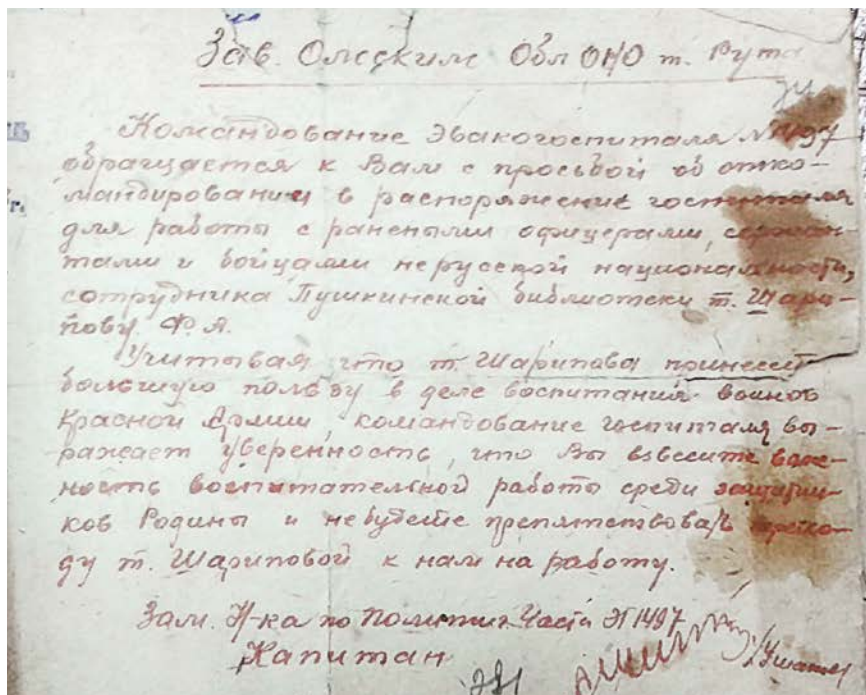 Зав. Омским Обл ОНО т. Рута
Командование Эвакогоспиталя № 1497
обращается к Вам с просьбой об отко-
мандировании в распоряжение госпиталя
для работы с ранеными офицерами, сержан-
тами и бойцами нерусской национальности,
сотрудника Пушкинской библиотеки т. Шари-
пову. Ф. Я.
Учитывая что т. Шарипова принесет
большую пользу в деле воспитания воинов
Красной Армии, командование госпиталя вы-
ражает уверенность, что Вы взвесите важ-
ность воспитательной работы среди защитни-
ков Родины и не будете препятствовать перехо-
ду т. Шариповой к нам на работу.
Зам. Н-ка по Политич. Части ЭГ 1497
Капитан